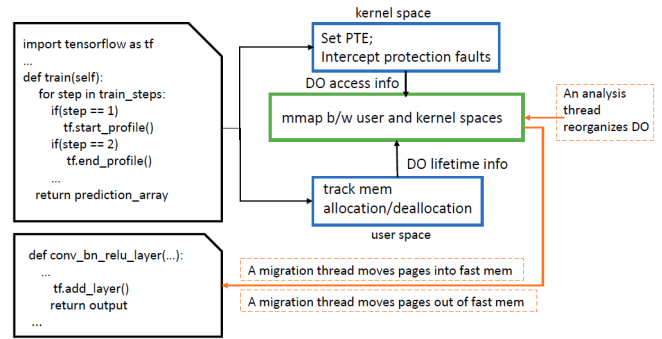 import tensorflow as tf
...
def train(self):
for step in train_steps:
if(step == 1)
tf.start_profile()
if(step == 2)
tf.end_profile()
...
return prediction_array
kernel space
Set PTE;
Intercept protection faults
DO access info
mmap b/w user and kernel spaces
An analysis
thread
reorganizes DO
DO lifetime info
track mem
allocation/deallocation
user space
def conv_bn_relu_layer(...):
...
tf.add_layer()
return output
...
A migration thread moves pages into fast mem
A migration thread moves pages out of fast mem